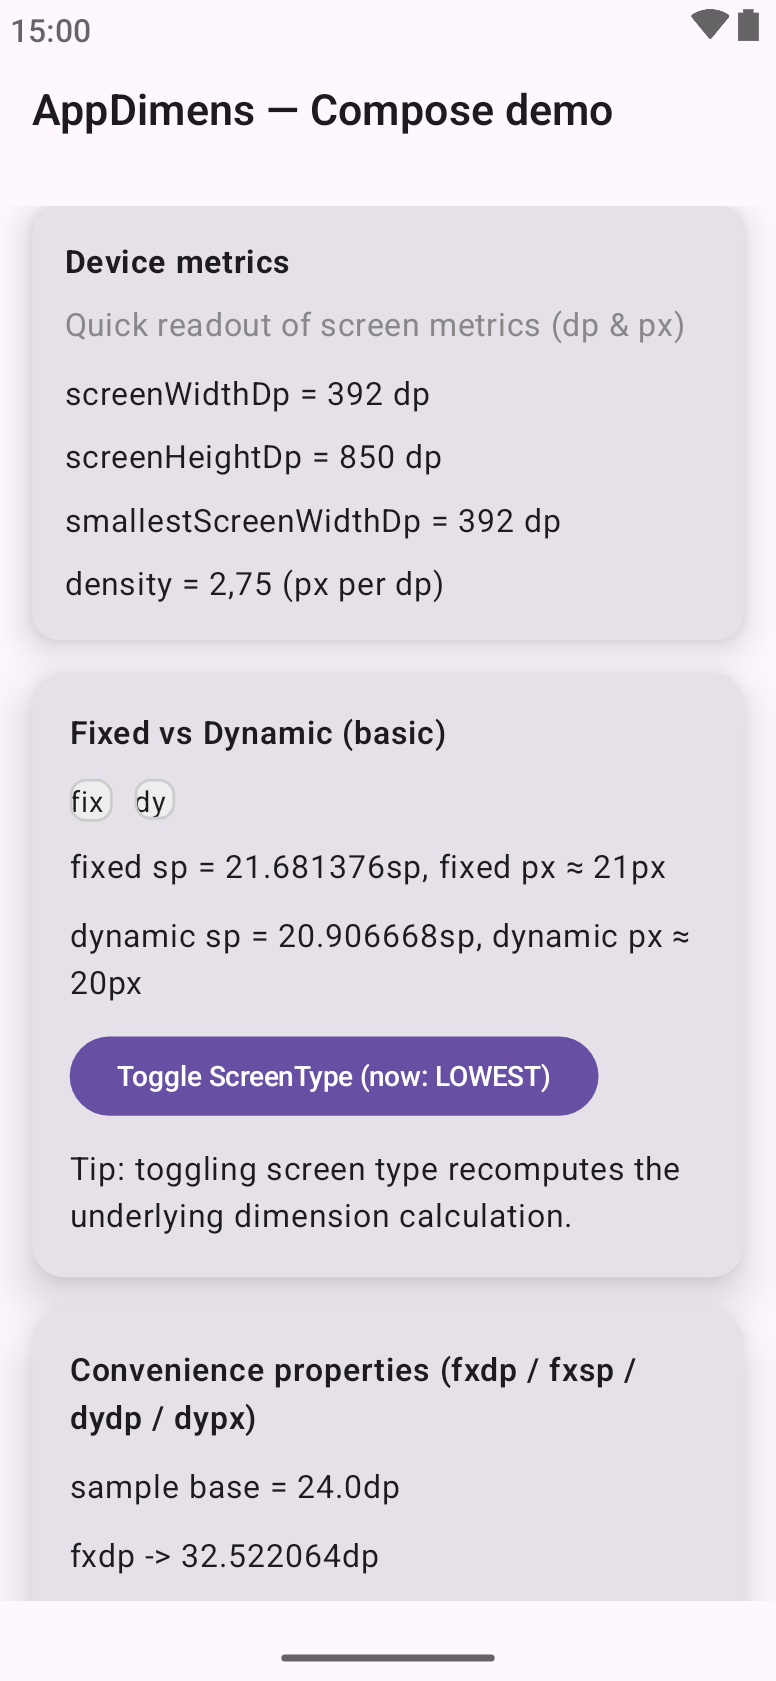 15:00
AppDimens — Compose demo
Device metrics
Quick readout of screen metrics (dp & px)
screenWidthDp = 392 dp
screenHeightDp = 850 dp
smallestScreenWidthDp = 392 dp
density = 2,75 (px per dp)
Fixed vs Dynamic (basic)
fix dy
fixed sp = 21.681376sp, fixed px ≈ 21px
dynamic sp = 20.906668sp, dynamic px ≈
20px
Toggle ScreenType (now: LOWEST)
Tip: toggling screen type recomputes the
underlying dimension calculation.
Convenience properties (fxdp / fxsp /
dydp / dypx)
sample base = 24.0dp
fxdp -> 32.522064dp